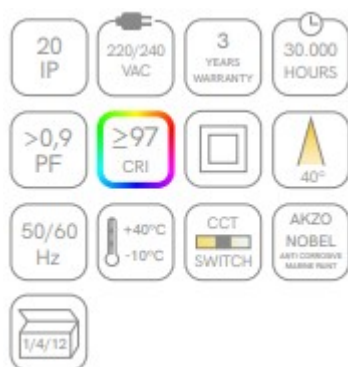 20
IP
220/240
VAC
3
YEARS
WARRANTY
30.000
HOURS
>0,9
PF
≥97
CRI
40°
50/60
Hz
+40°C
-10°C
CCT
SWITCH
AKZO
NOBEL
ANTI CORROSIVE
MARINE PAINT
1/4/12